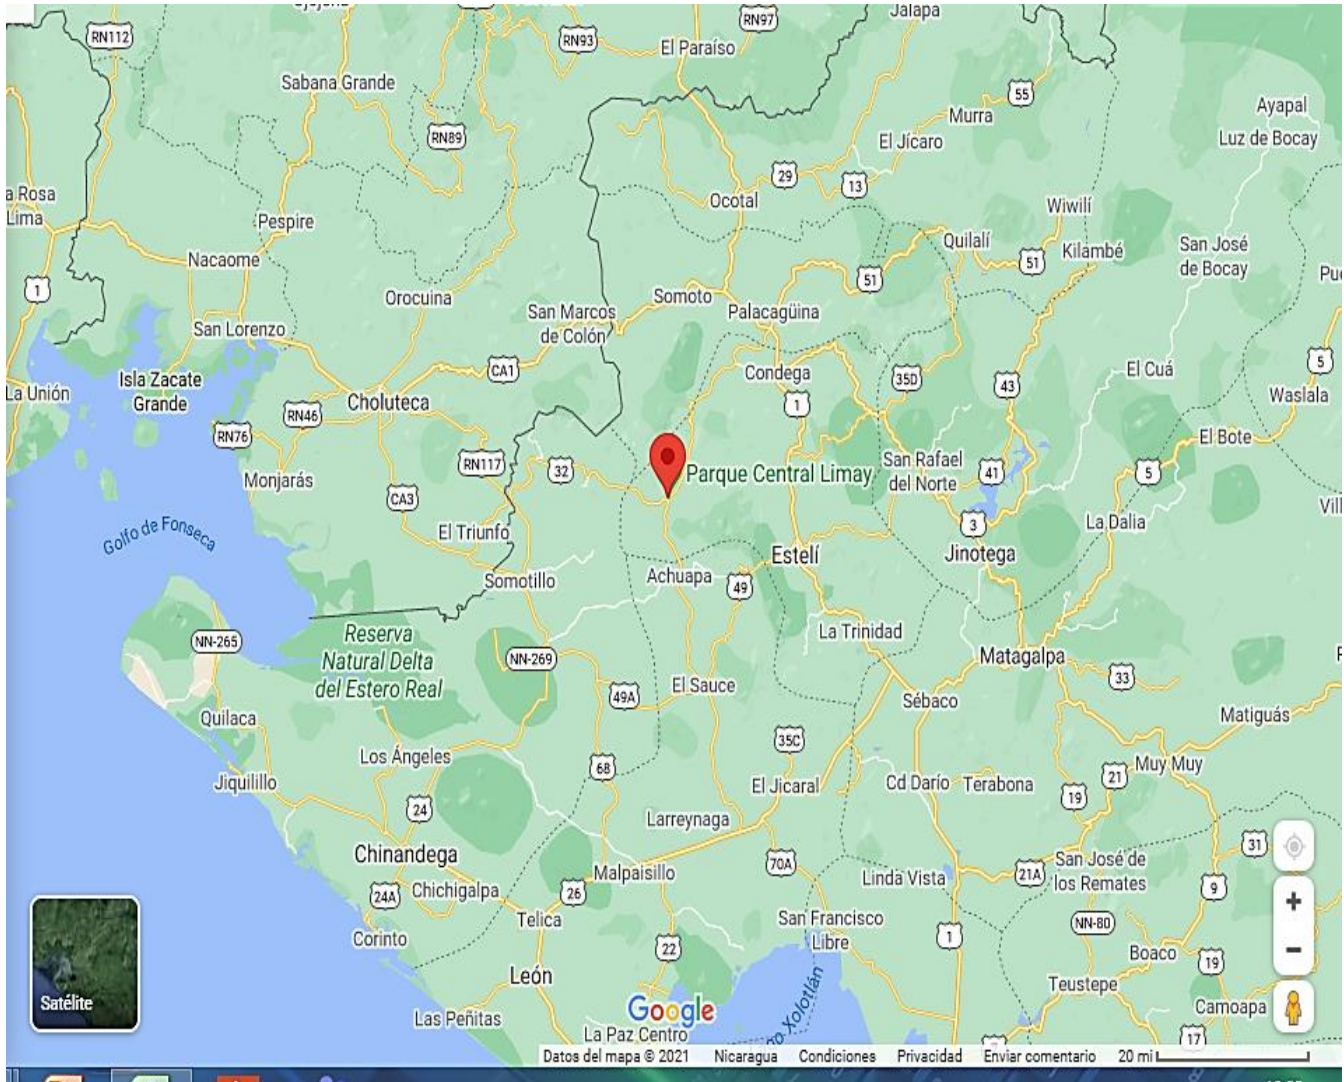 Jalapa
RN97
RN112
RN93
El Paraíso
Sabana Grande
55
Ayapal
Murra
RN89
El Jícaro
Luz de Bocay
29
13
a Rosa
Lima
Ocotal
Wiwilí
Pespire
Quilalí
Kilambé
San José
de Bocay
Nacaome
51
51
1
Orocuina
Somoto
Palacagüina
San Marcos
de Colón
San Lorenzo
5
CA1
El Cuá
Isla Zacate
Grande
Condega
35D
43
La Unión
Waslala
Choluteca
RN46
1
RN76
El Bote
RN117
32
Parque Central Limay
San Rafael
del Norte
41
5
Monjarás
CA3
Golfo de Fonseca
El Triunfo
3
La Dalia
Estelí
Jinotega
Somotillo
Achuapa
49
Reserva
Natural Delta
del Estero Real
NN-265
La Trinidad
NN-269
Matagalpa
33
El Sauce
49A
Sébaco
Quilaca
Matiguás
35C
Los Ángeles
68
Muy Muy
Jiquilillo
El Jicaral
Cd Darío
Terabona
21
19
24
Larreynaga
31
Chinandega
70A
San José de
los Remates
Malpaisillo
Linda Vista
21A
24A
Chichigalpa
26
9
Telica
San Francisco
Libre
NN-80
Corinto
22
1
Boaco
19
León
Teustepe
Satélite
Camoapa
Google
Las Peñitas
La Paz Centro
go Xolotlán
17
Datos del mapa © 2021 Nicaragua Condiciones Privacidad Enviar comentario 20 mi